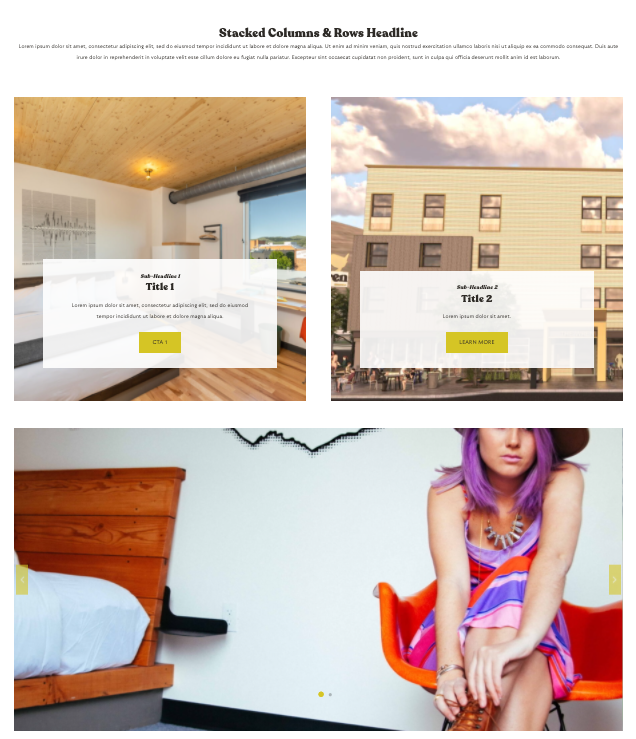 Stacked Columns & Rows Headline
Lorem ipsum dolor sit amet, consectetur adipiscing elit, sed do eiusmod tempor incididunt ut labore et dolore magna aliqua. Ut enim ad minim veniam, quis nostrud exercitation ullamco laboris nisi ut aliquip ex ea commodo consequat. Duis aute
irure dolor in reprehenderit in voluptate velit esse cillum dolore eu fugiat nulla pariatur. Excepteur sint occaecat cupidatat non proident, sunt in culpa qui officia deserunt mollit anim id est laborum.
Sub-Headline 1
Title 1
Lorem ipsum dolor sit amet, consectetur adipiscing elit, sed do eiusmod
tempor incididunt ut labore et dolore magna aliqua.
CTA 1
Sub-Headline 2
Title 2
Lorem ipsum dolor sit amet.
LEARN MORE